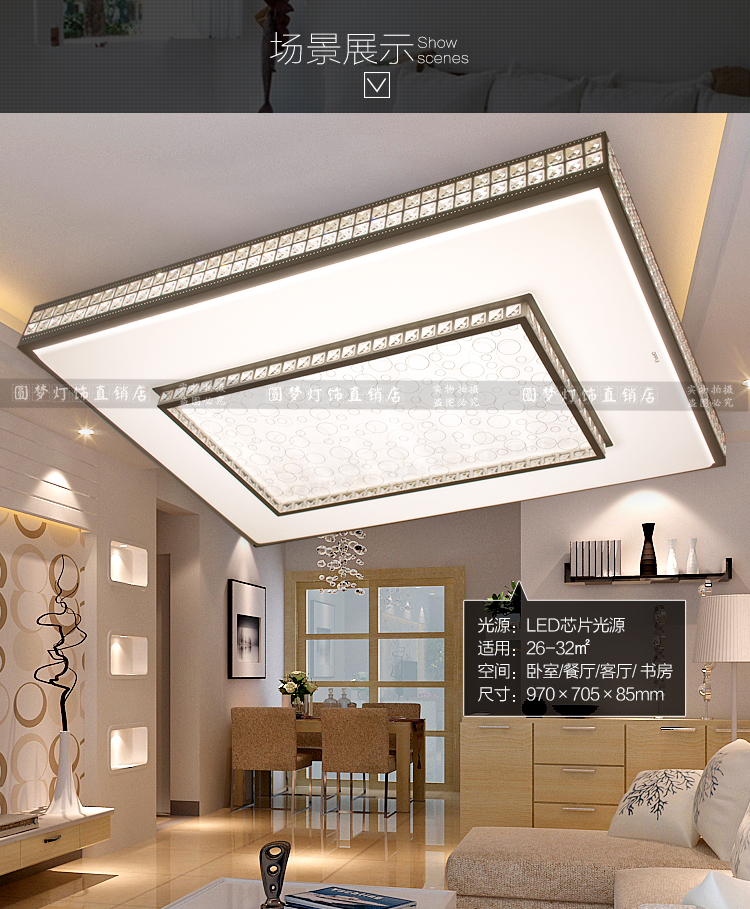 场景展示 Show
scenes
圆梦灯饰直销店 实物拍摄 圆梦灯饰直销店 实物拍摄 圆梦灯饰直销店 实物拍摄
盗图必究 盗图必究 盗图必究
光源：LED芯片光源
适用：26-32㎡
空间：卧室/餐厅/客厅/ 书房
尺寸：970×705×85mm